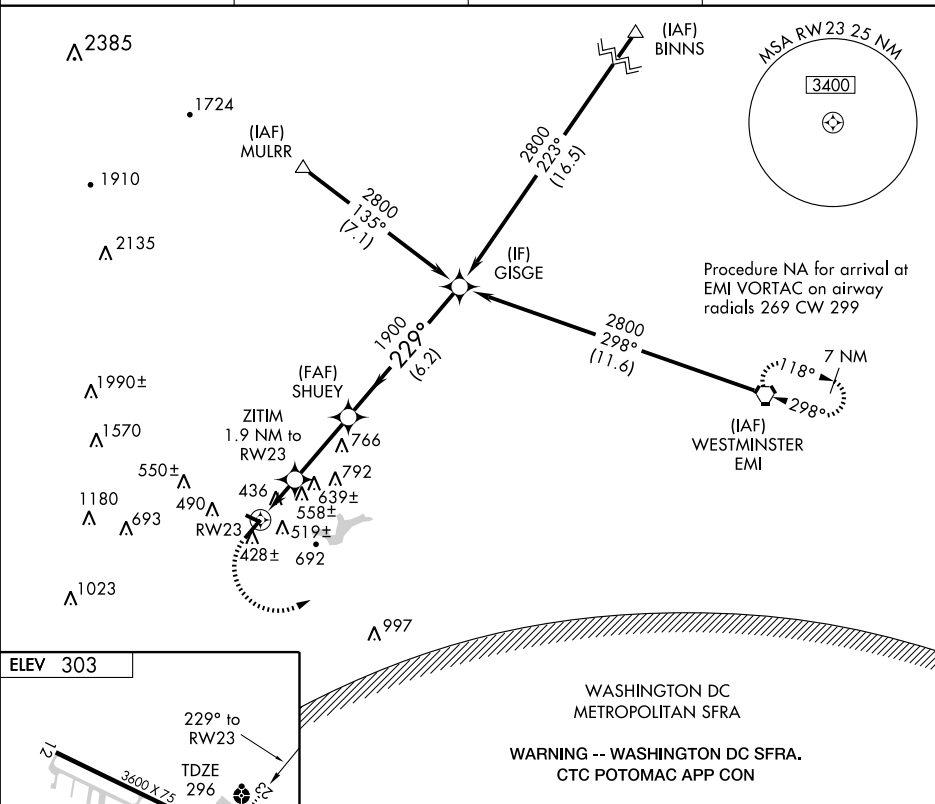 2385
(IAF)
BINNS
MSA RW23 25 NM
3400
1724
(IAF)
MULRR
2800
223°
(16.5)
1910
2800
135°
(7.1)
2135
(IF)
GISGE
Procedure NA for arrival at
EMI VORTAC on airway
radials 269 CW 299
1900
229°
(6.2)
2800
298°
(11.6)
7 NM
118°
298°
(IAF)
SHUEY
(FAF)
WESTMINSTER
EMI
1990±
ZITIM
1.9 NM to
RW23
1570
766
550±
792
436
639±
1180
490
558±
693
RW23
519±
428±
692
1023
997
ELEV 303
WASHINGTON DC
METROPOLITAN SFRA
229° to
RW23
WARNING -- WASHINGTON DC SFRA.
CTC POTOMAC APP CON
12
3600 X 75
TDZE
296
23